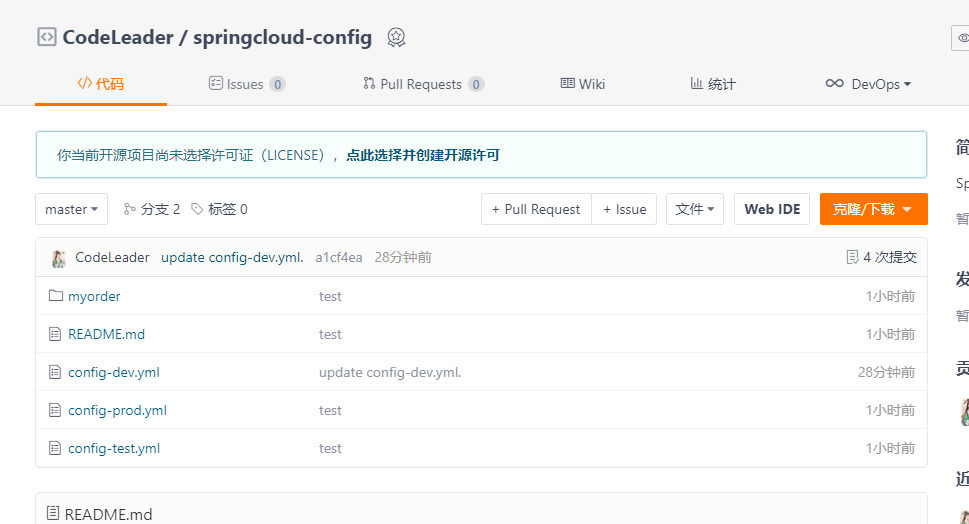 CodeLeader / springcloud-config
代码 Issues 0 Pull Requests 0 Wiki 统计 DevOps
你当前开源项目尚未选择许可证（LICENSE），点此选择并创建开源许可
master 分支 2 标签 0 + Pull Request + Issue 文件 Web IDE 克隆/下载
CodeLeader update config-dev.yml. a1cf4ea 28分钟前 4 次提交
myorder test 1小时前
README.md test 1小时前
config-dev.yml update config-dev.yml. 28分钟前
config-prod.yml test 1小时前
config-test.yml test 1小时前
README.md
简
Sp
暂
发
暂
贡
近